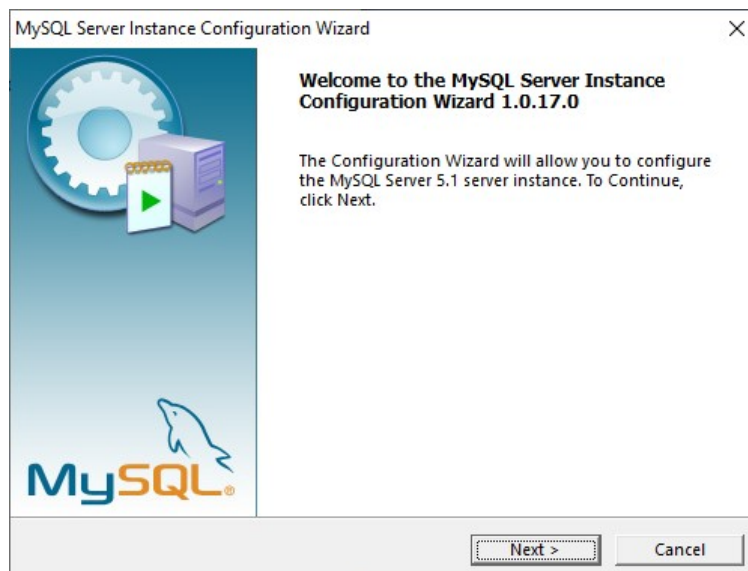 MySQL Server Instance Configuration Wizard
Welcome to the MySQL Server Instance
Configuration Wizard 1.0.17.0
The Configuration Wizard will allow you to configure
the MySQL Server 5.1 server instance. To Continue,
click Next.
MySQL®
Next >
Cancel